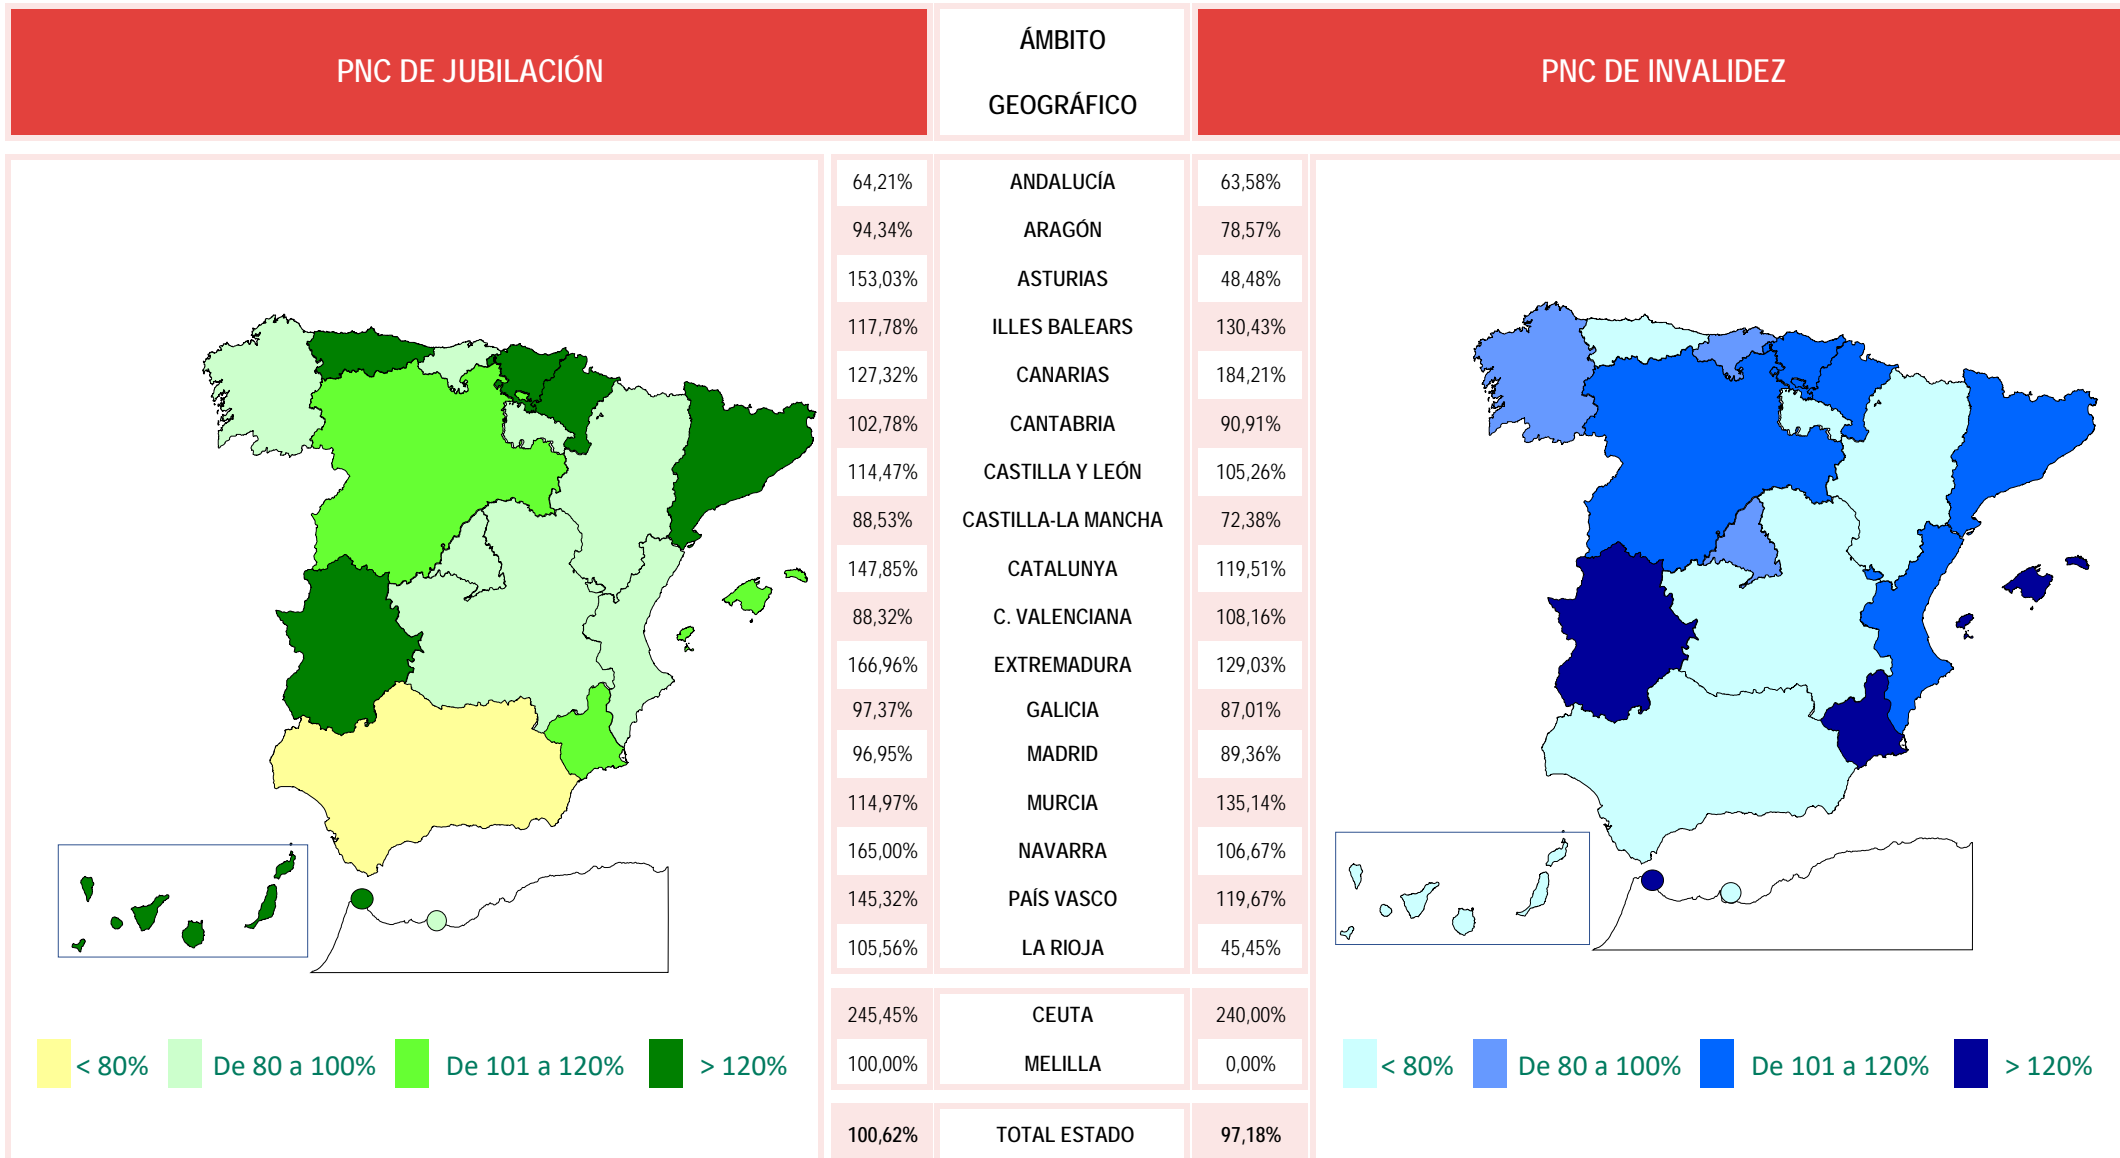 PNC DE JUBILACIÓN
ÁMBITO
GEOGRÁFICO
PNC DE INVALIDEZ
64,21% ANDALUCÍA 63,58%
94,34% ARAGÓN 78,57%
153,03% ASTURIAS 48,48%
117,78% ILLES BALEARS 130,43%
127,32% CANARIAS 184,21%
102,78% CANTABRIA 90,91%
114,47% CASTILLA Y LEÓN 105,26%
88,53% CASTILLA-LA MANCHA 72,38%
147,85% CATALUNYA 119,51%
88,32% C. VALENCIANA 108,16%
166,96% EXTREMADURA 129,03%
97,37% GALICIA 87,01%
96,95% MADRID 89,36%
114,97% MURCIA 135,14%
165,00% NAVARRA 106,67%
145,32% PAÍS VASCO 119,67%
105,56% LA RIOJA 45,45%
245,45% CEUTA 240,00%
100,00% MELILLA 0,00%
100,62% TOTAL ESTADO 97,18%
< 80% De 80 a 100% De 101 a 120% > 120%
< 80% De 80 a 100% De 101 a 120% > 120%